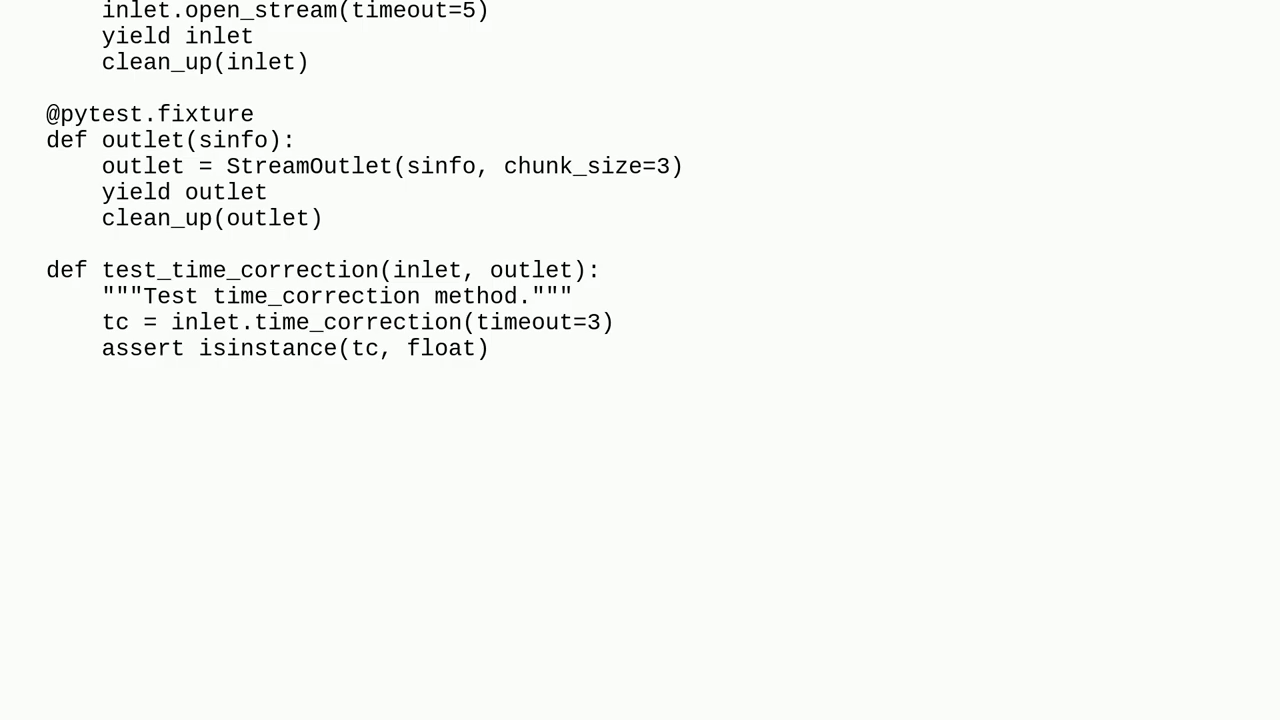 inlet.open_stream(timeout=5)
    yield inlet
    clean_up(inlet)

@pytest.fixture
def outlet(sinfo):
    outlet = StreamOutlet(sinfo, chunk_size=3)
    yield outlet
    clean_up(outlet)

def test_time_correction(inlet, outlet):
    """Test time_correction method."""
    tc = inlet.time_correction(timeout=3)
    assert isinstance(tc, float)